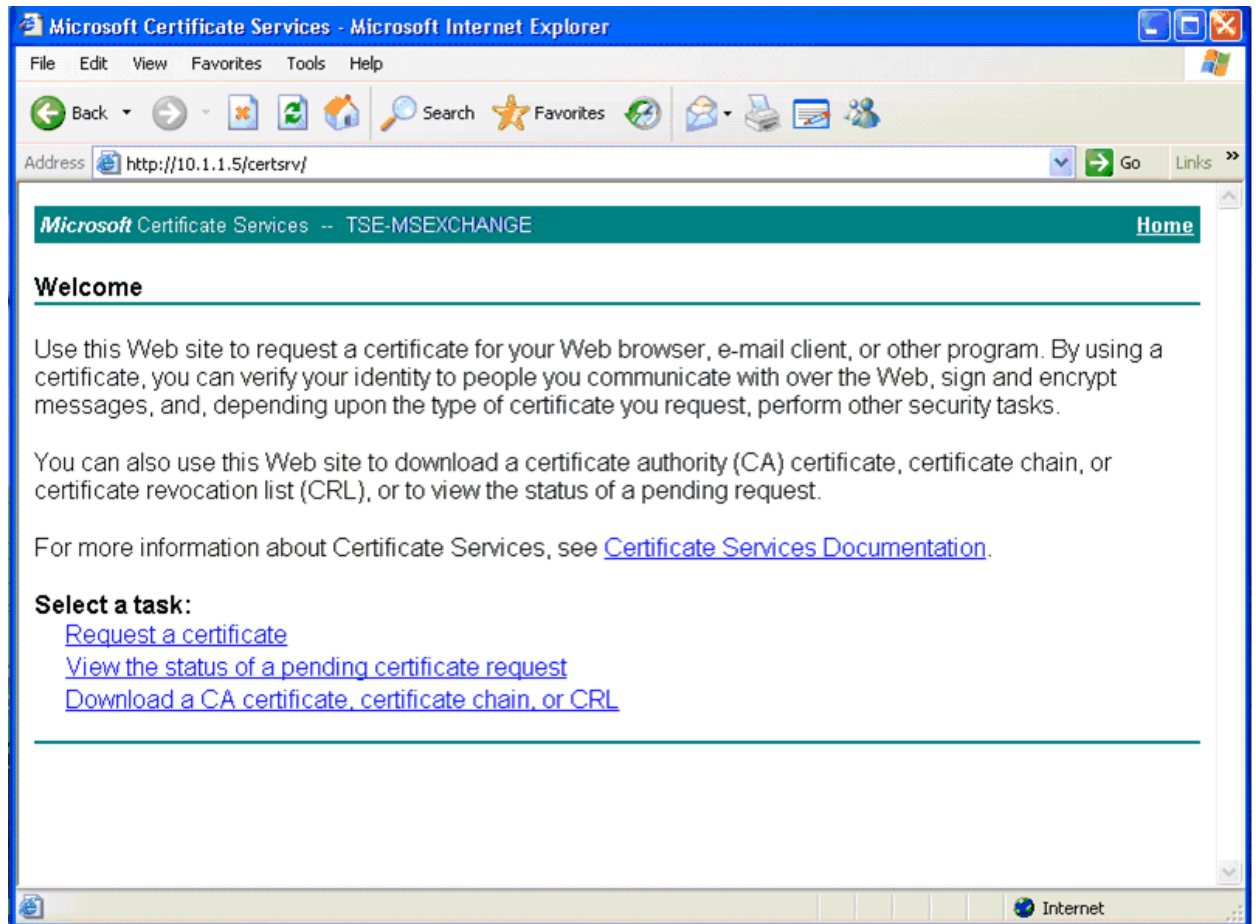 Microsoft Certificate Services - Microsoft Internet Explorer
File Edit View Favorites Tools Help
Back Search Favorites
Address http://10.1.1.5/certsrv/ Go Links »
Microsoft Certificate Services -- TSE-MSEXCHANGE Home
Welcome
Use this Web site to request a certificate for your Web browser, e-mail client, or other program. By using a
certificate, you can verify your identity to people you communicate with over the Web, sign and encrypt
messages, and, depending upon the type of certificate you request, perform other security tasks.
You can also use this Web site to download a certificate authority (CA) certificate, certificate chain, or
certificate revocation list (CRL), or to view the status of a pending request.
For more information about Certificate Services, see Certificate Services Documentation.
Select a task:
Request a certificate
View the status of a pending certificate request
Download a CA certificate, certificate chain, or CRL
Internet